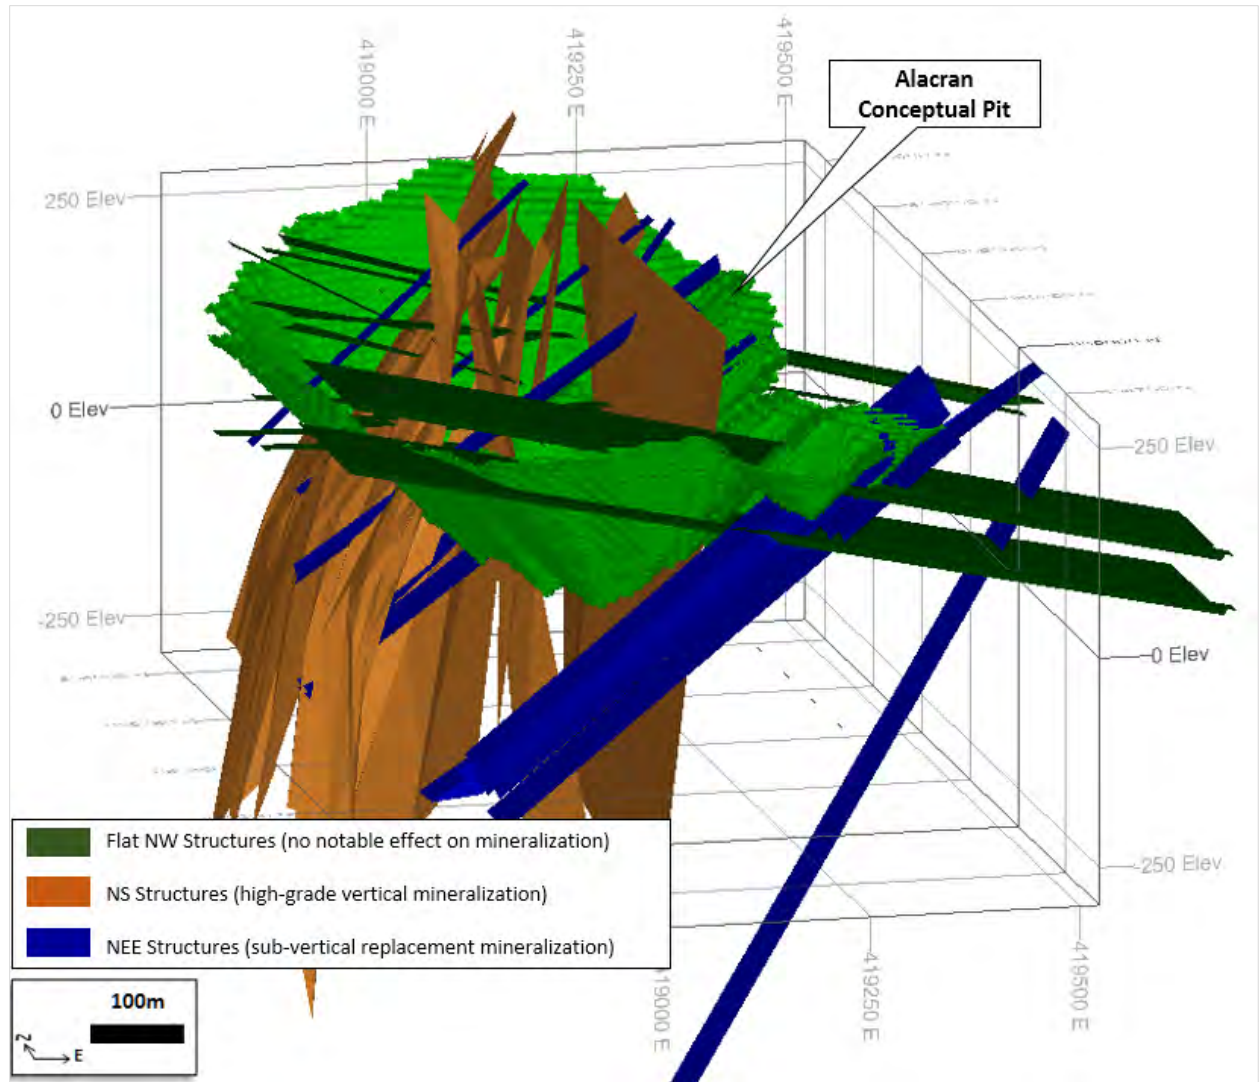 419000 E
419250 E
419500 E
Alacran
Conceptual Pit
250 Elev
0 Elev
250 Elev
-250 Elev
0 Elev
-250 Elev
Flat NW Structures (no notable effect on mineralization)
NS Structures (high-grade vertical mineralization)
NEE Structures (sub-vertical replacement mineralization)
419000 E
419250 E
419500 E
100m
N
E